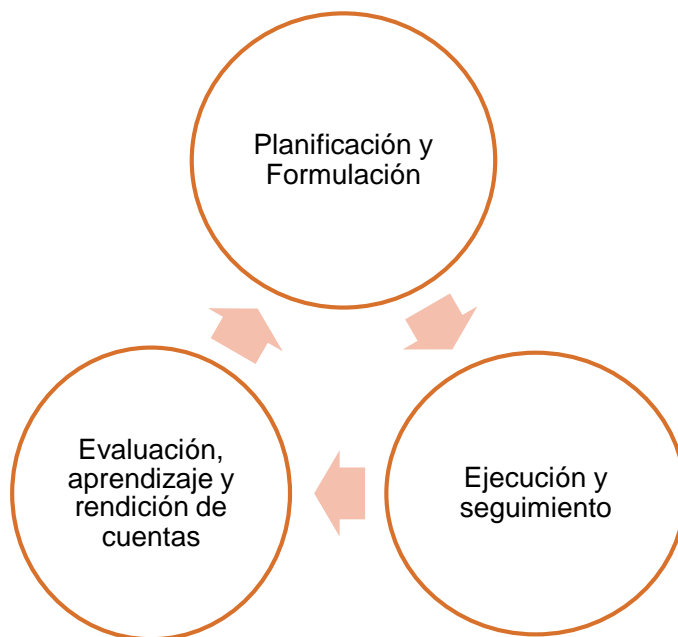 Planificación y
Formulación
Ejecución y
seguimiento
Evaluación,
aprendizaje y
rendición de
cuentas